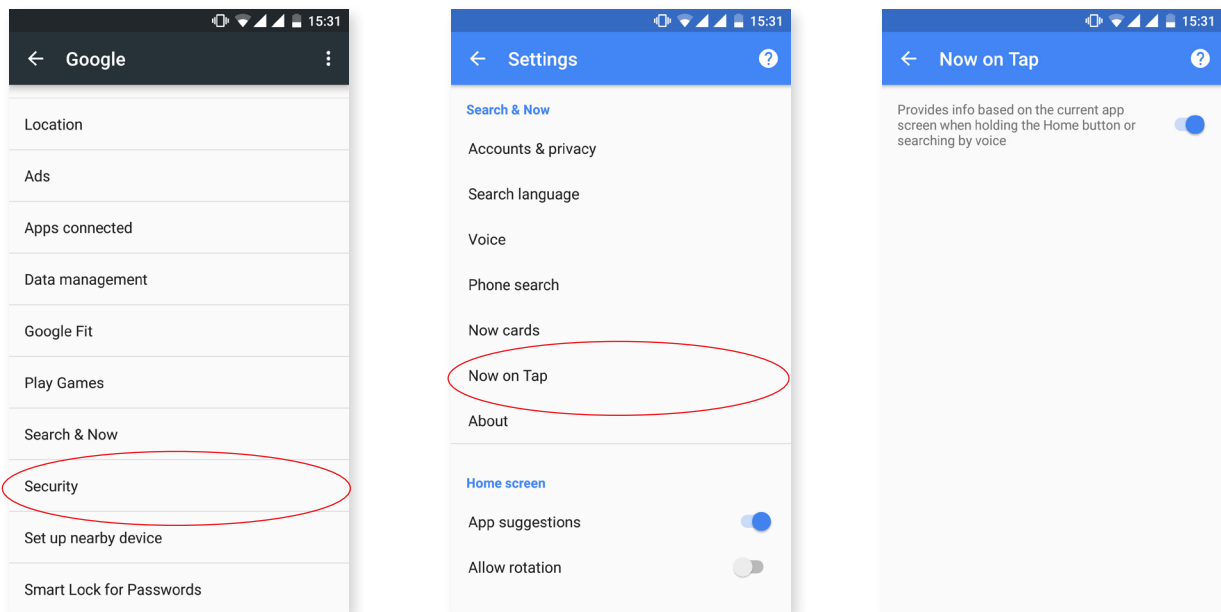 15:31
Google
Location
Ads
Apps connected
Data management
Google Fit
Play Games
Search & Now
Security
Set up nearby device
Smart Lock for Passwords
15:31
Settings
Search & Now
Accounts & privacy
Search language
Voice
Phone search
Now cards
Now on Tap
About
Home screen
App suggestions
Allow rotation
15:31
Now on Tap
Provides info based on the current app
screen when holding the Home button or
searching by voice